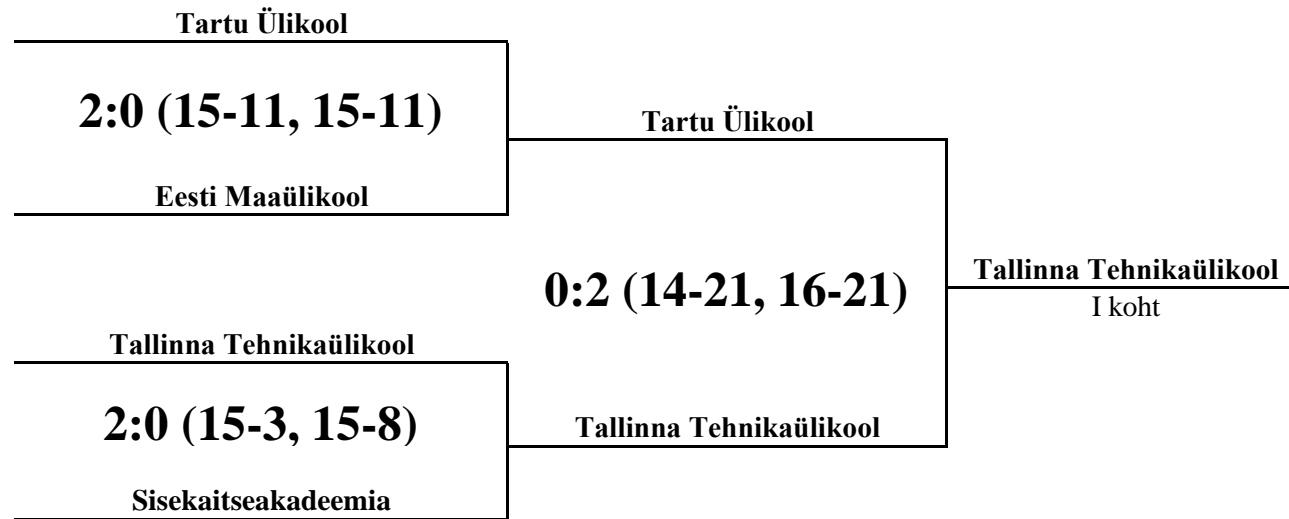 Tartu Ülikool
2:0 (15-11, 15-11)
Tartu Ülikool
Eesti Maaülikool
0:2 (14-21, 16-21)
Tallinna Tehnikaülikool
I koht
Tallinna Tehnikaülikool
2:0 (15-3, 15-8)
Tallinna Tehnikaülikool
Sisekaitseakadeemia